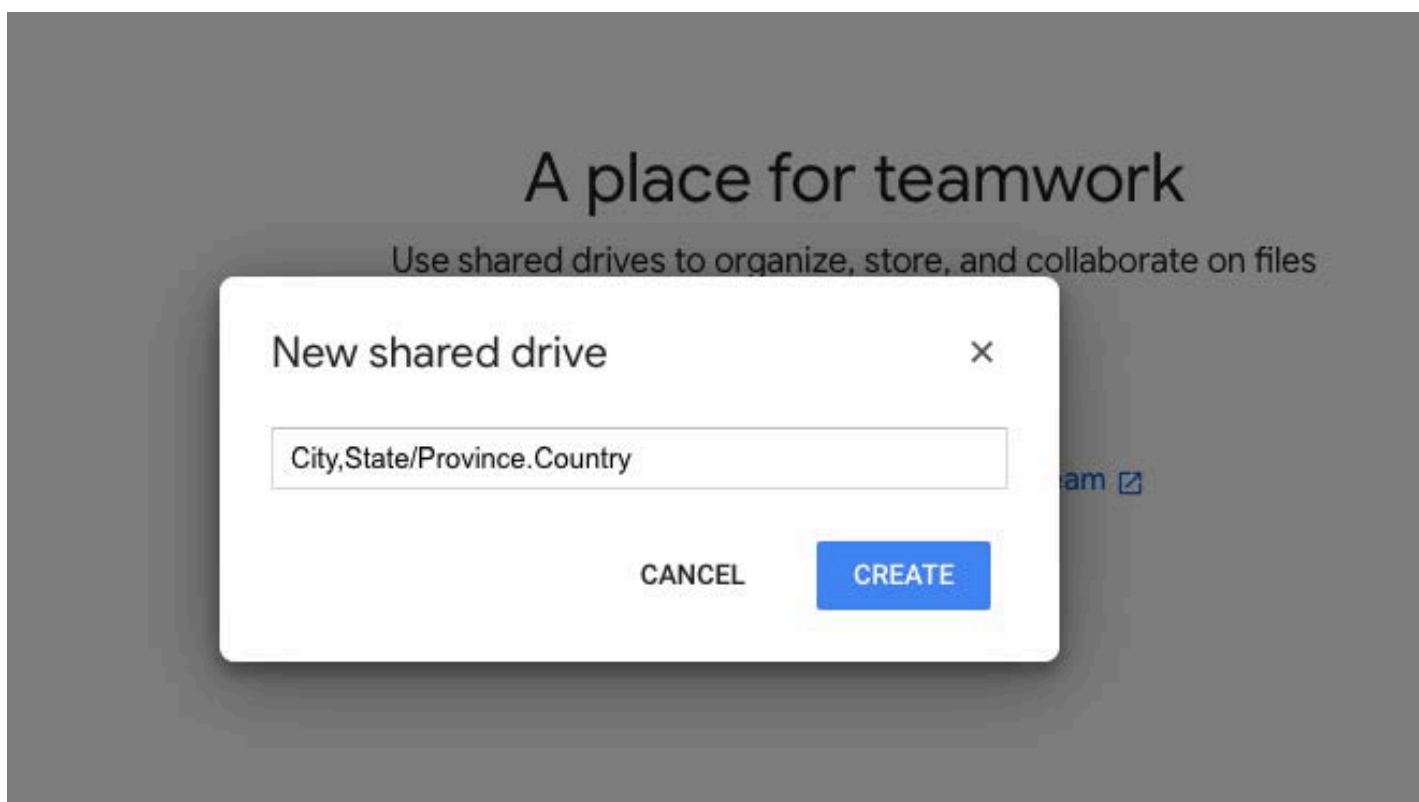 A place for teamwork
Use shared drives to organize, store, and collaborate on files
New shared drive
City,State/Province.Country
eam
CANCEL
CREATE